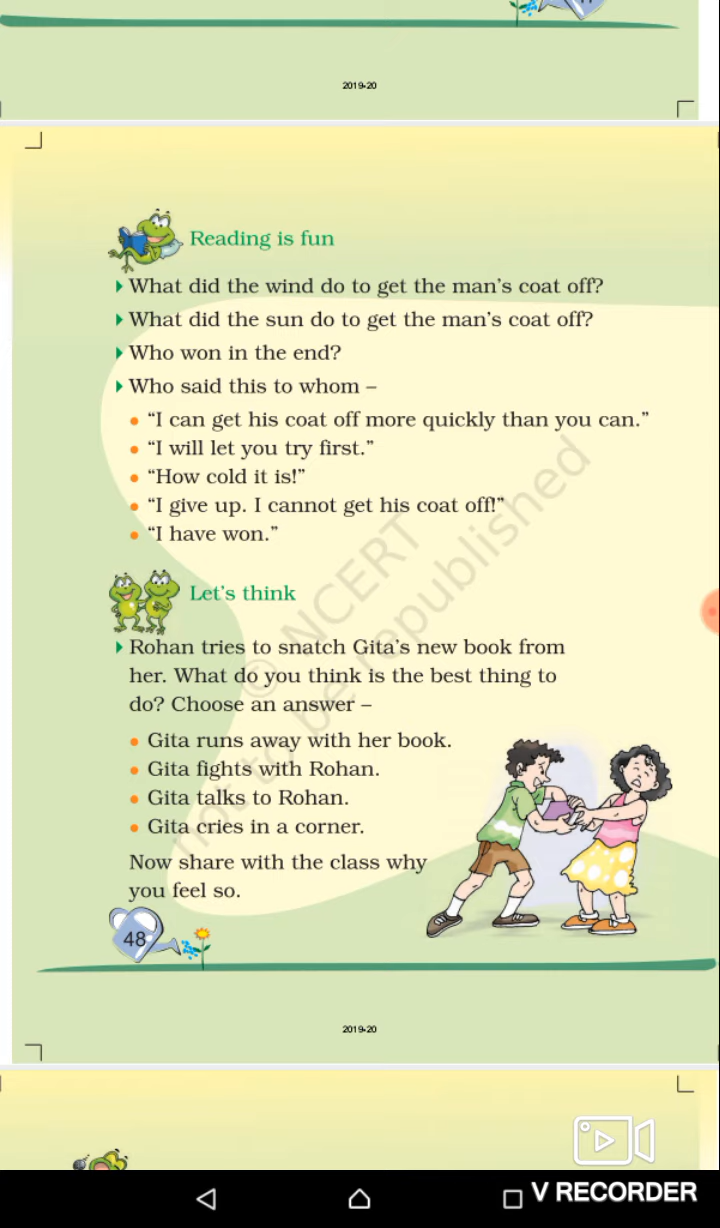 2019-20
Reading is fun
What did the wind do to get the man's coat off?
What did the sun do to get the man's coat off?
Who won in the end?
Who said this to whom –
• "I can get his coat off more quickly than you can."
• "I will let you try first."
• "How cold it is!"
• "I give up. I cannot get his coat off!"
• "I have won."
Let's think
Rohan tries to snatch Gita's new book from
her. What do you think is the best thing to
do? Choose an answer –
• Gita runs away with her book.
• Gita fights with Rohan.
• Gita talks to Rohan.
• Gita cries in a corner.
Now share with the class why
you feel so.
48
© NCERT
not to be republished
2019-20
V RECORDER